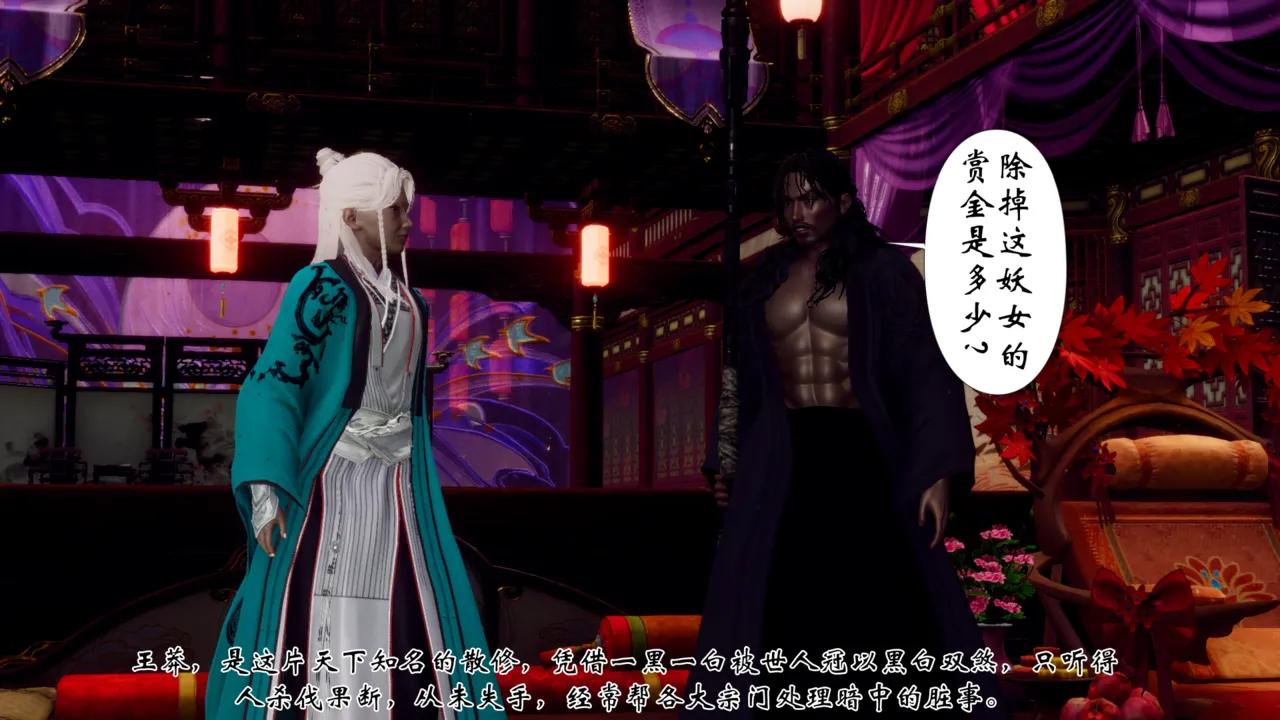 除掉这妖女的
赏金是多少？
王莽，是这片天下知名的散修，凭借一黑一白被世人冠以黑白双煞，只听得
人杀伐果断，从未失手，经常帮各大宗门处理暗中的脏事。